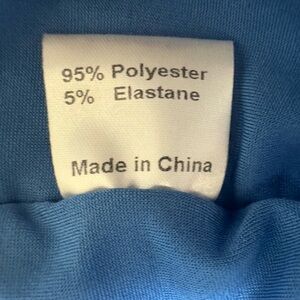 95% Polyester
5% Elastane
Made in China